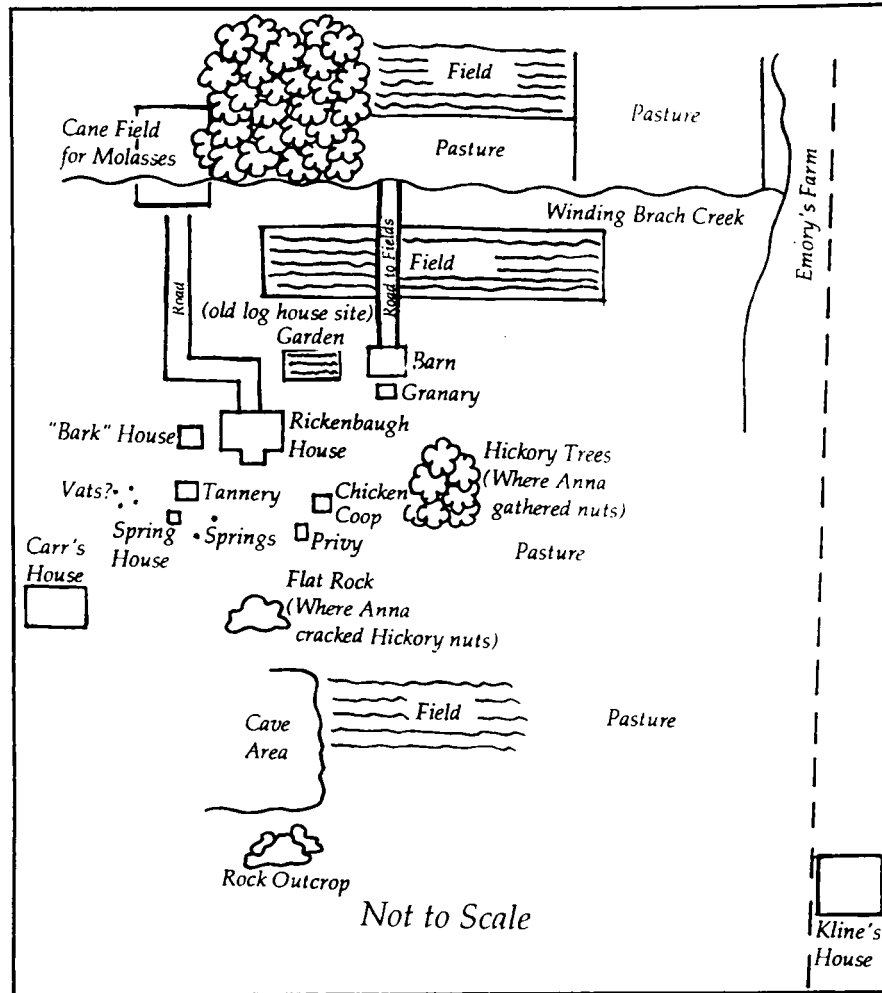 Field
Pasture
Cane Field
for Molasses
Pasture
Winding Brach Creek
Emory's Farm
Road
Road to Fields
Field
(old log house site)
Garden
Barn
Granary
"Bark" House
Rickenbaugh
House
Hickory Trees
(Where Anna
gathered nuts)
Vats?
Tannery
Chicken
Coop
Spring
House
Springs
Privy
Pasture
Carr's
House
Flat Rock
(Where Anna
cracked Hickory nuts)
Cave
Area
Field
Pasture
Rock Outcrop
Not to Scale
Kline's
House